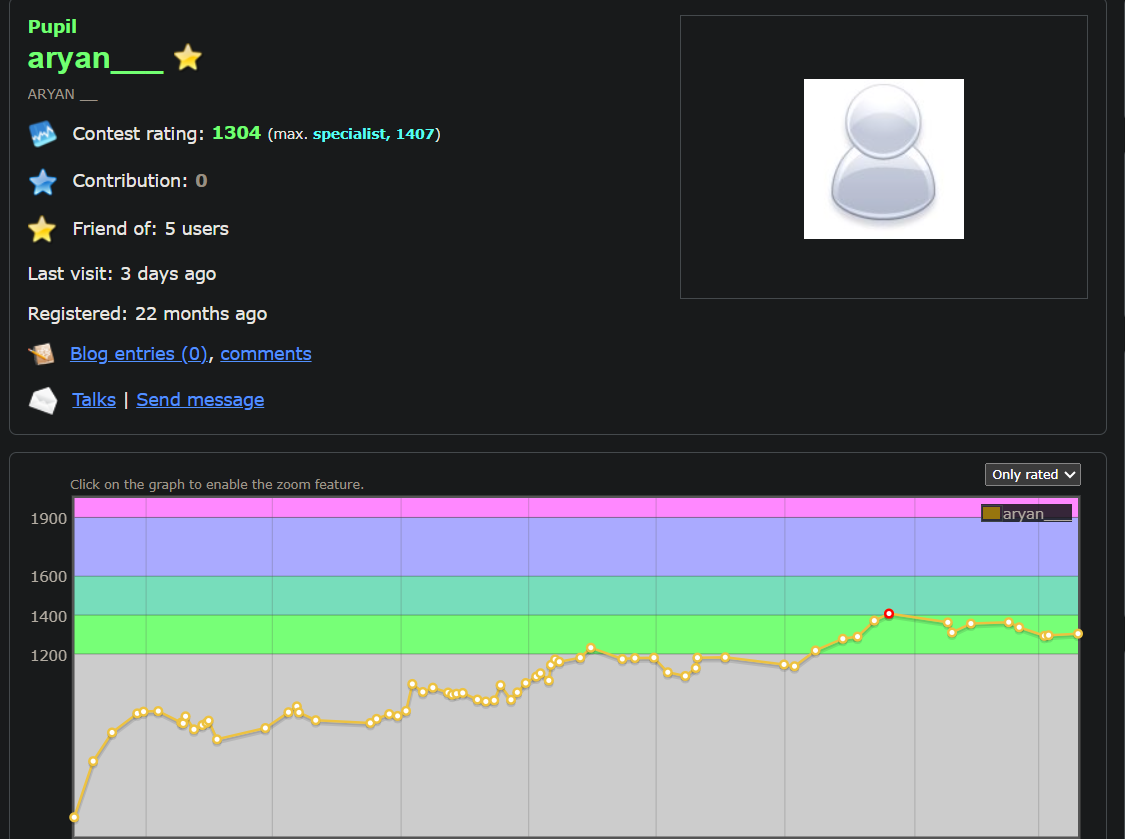 Pupil
aryan___
ARYAN __
Contest rating: 1304 (max. specialist, 1407)
Contribution: 0
Friend of: 5 users
Last visit: 3 days ago
Registered: 22 months ago
Blog entries (0), comments
Talks | Send message
Only rated
Click on the graph to enable the zoom feature.
aryan___
1900
1600
1400
1200